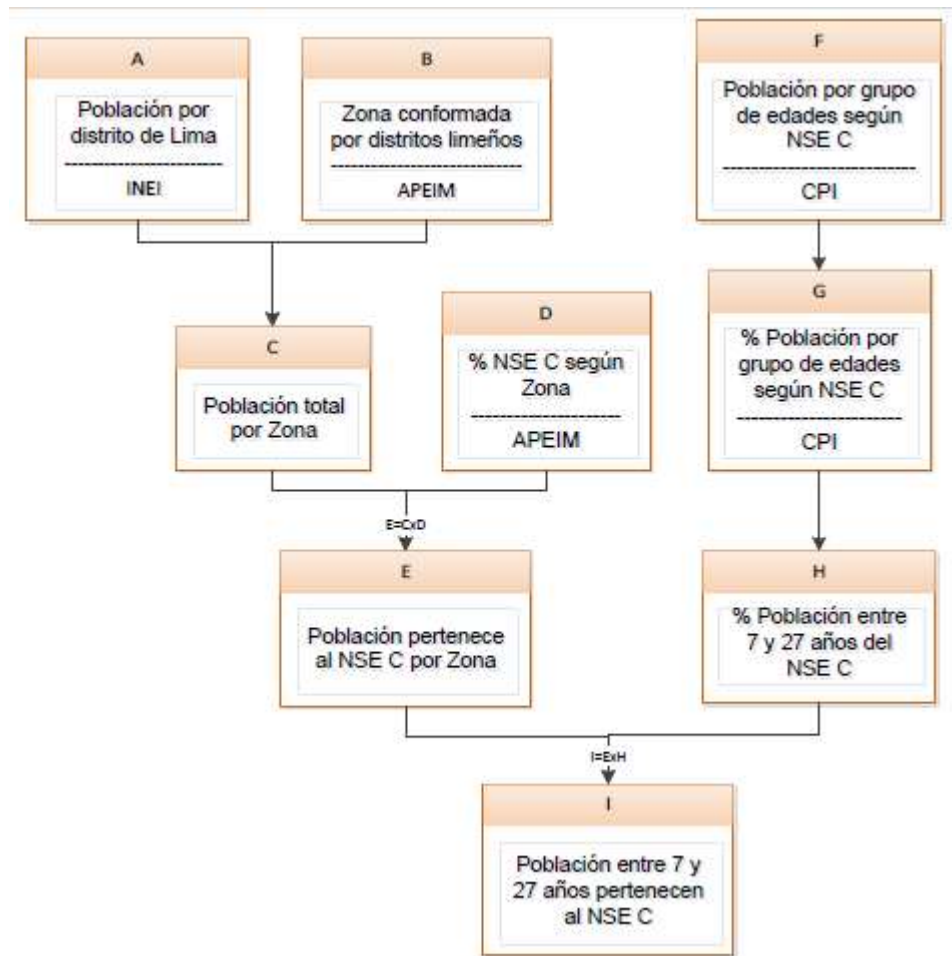 A
Población por
distrito de Lima
-----------------------
INEI
B
Zona conformada
por distritos limeños
---------------------------
APEIM
F
Población por grupo
de edades según
NSE C
---------------------------
CPI
C
Población total
por Zona
D
% NSE C según
Zona
---------------------
APEIM
G
% Población por
grupo de edades
según NSE C
---------------------------
CPI
E=CxD
E
Población pertenece
al NSE C por Zona
H
% Población entre
7 y 27 años del
NSE C
I=ExH
I
Población entre 7 y
27 años pertenecen
al NSE C